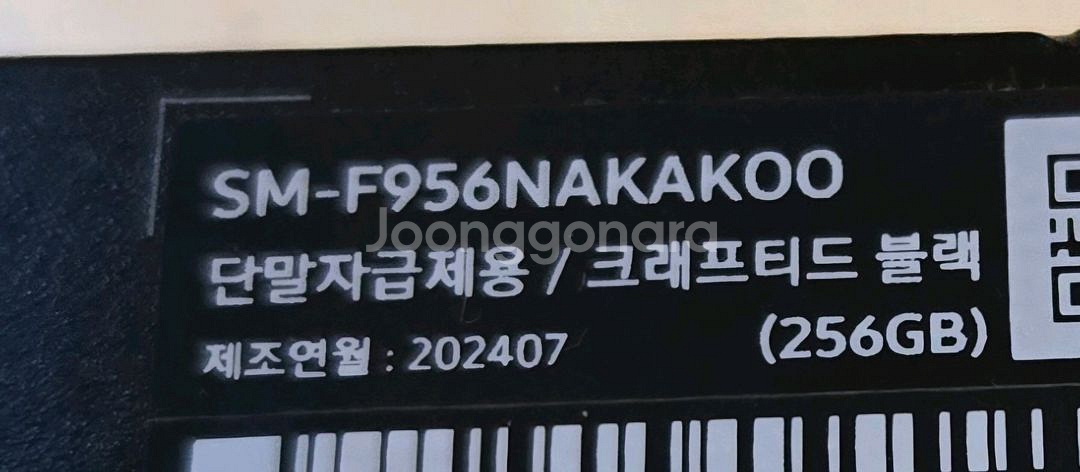 SM-F956NAKAKOO
Joonggonara
단말자급제용 / 크래프티드 블랙
제조연월 : 202407
(256GB)